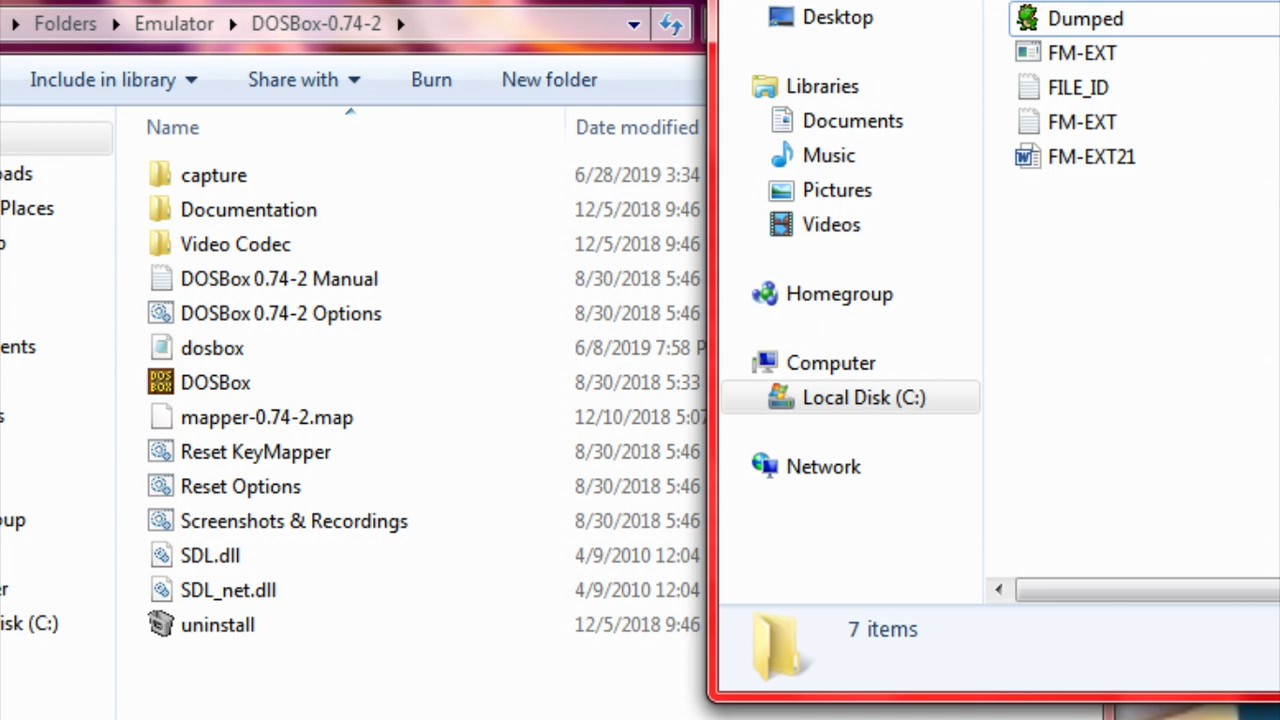 Folders Emulator DOSBox-0.74-2
Include in library Share with Burn New folder
Name Date modified
capture 6/28/2019 3:34
Documentation 12/5/2018 9:46
Video Codec 12/5/2018 9:46
DOSBox 0.74-2 Manual 8/30/2018 5:46
DOSBox 0.74-2 Options 8/30/2018 5:46
dosbox 6/8/2019 7:58 P
DOSBox 8/30/2018 5:33
mapper-0.74-2.map 12/10/2018 5:07
Reset KeyMapper 8/30/2018 5:46
Reset Options 8/30/2018 5:46
Screenshots & Recordings 8/30/2018 5:46
SDL.dll 4/9/2010 12:04
SDL_net.dll 4/9/2010 12:04
uninstall 12/5/2018 9:46
oads
Places
ents
oup
er
isk (C:)
Desktop
Libraries
Documents
Music
Pictures
Videos
Homegroup
Computer
Local Disk (C:)
Network
Dumped
FM-EXT
FILE_ID
FM-EXT
FM-EXT21
7 items